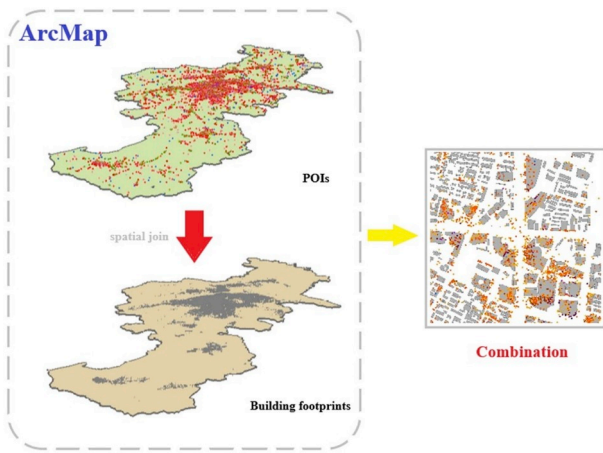 ArcMap
POIs
spatial join
Building footprints
Combination